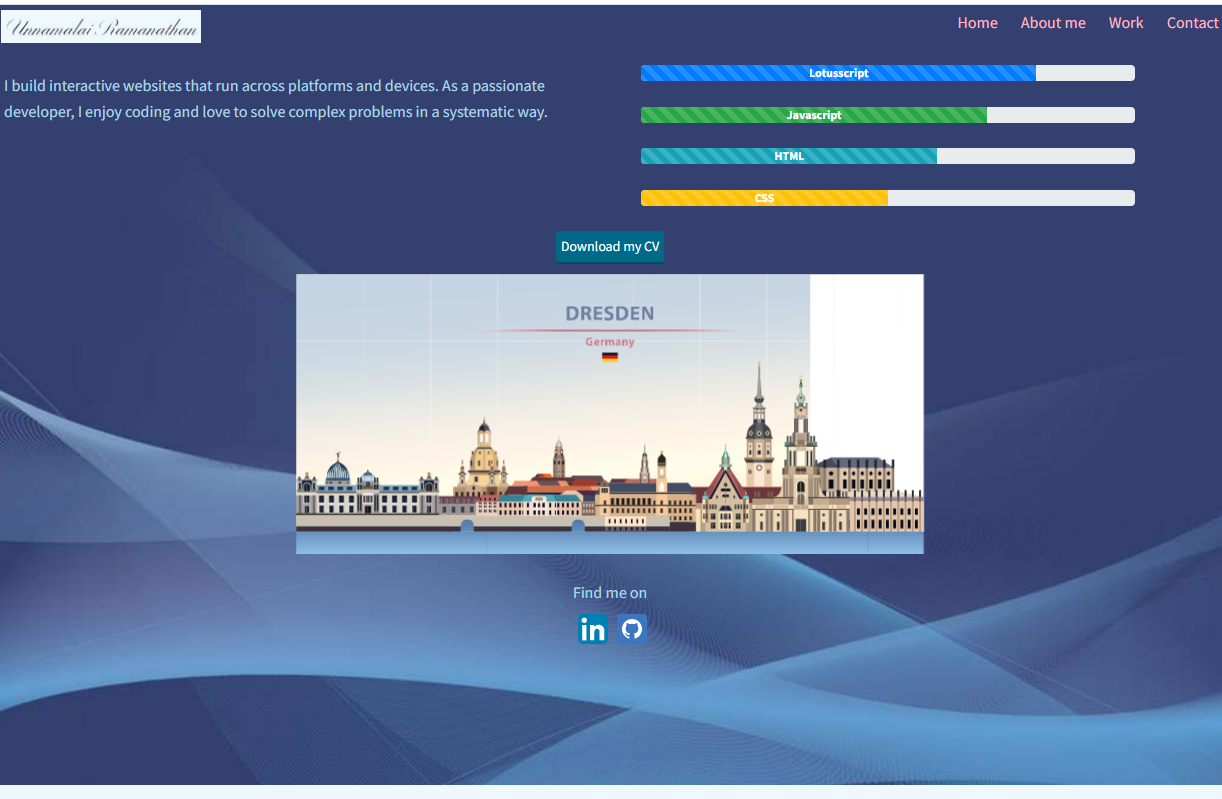 Unnamalai Ramanathan
Home About me Work Contact
I build interactive websites that run across platforms and devices. As a passionate
developer, I enjoy coding and love to solve complex problems in a systematic way.
Lotusscript
Javascript
HTML
CSS
Download my CV
DRESDEN
Germany
Find me on
in